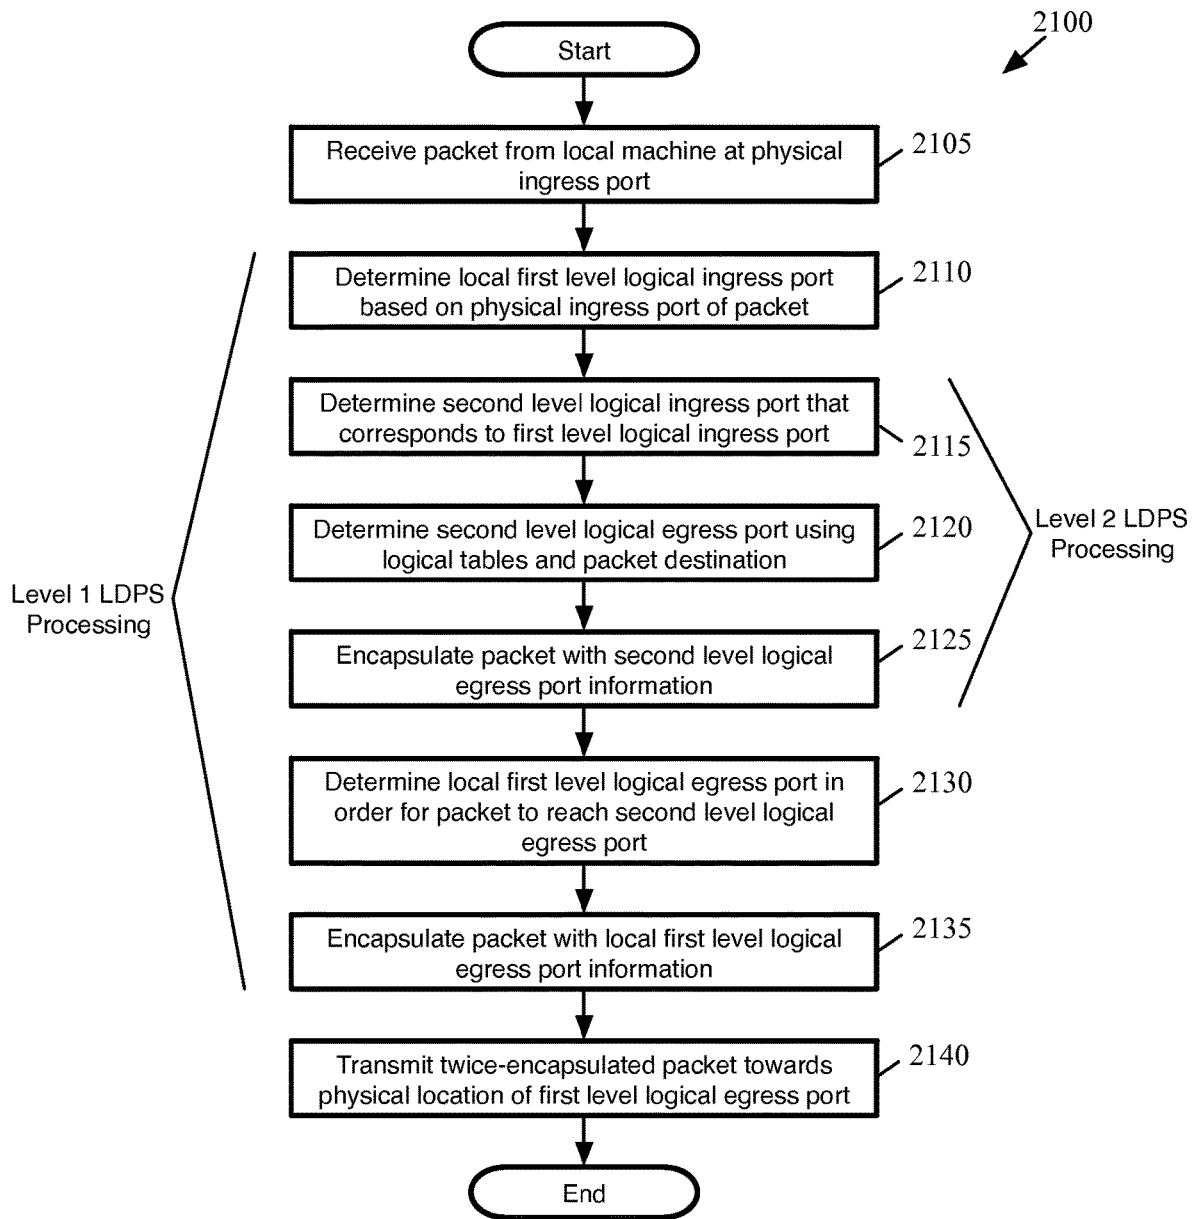 2100
Start
Receive packet from local machine at physical
ingress port
2105
Determine local first level logical ingress port
based on physical ingress port of packet
2110
Determine second level logical ingress port that
corresponds to first level logical ingress port
2115
Determine second level logical egress port using
logical tables and packet destination
2120
Level 2 LDPS
Processing
Level 1 LDPS
Processing
Encapsulate packet with second level logical
egress port information
2125
Determine local first level logical egress port in
order for packet to reach second level logical
egress port
2130
Encapsulate packet with local first level logical
egress port information
2135
Transmit twice-encapsulated packet towards
physical location of first level logical egress port
2140
End